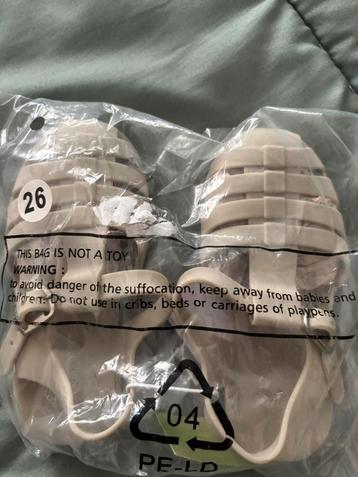 26
THIS BAG IS NOT A TOY
WARNING :
to avoid danger of the suffocation, keep away from babies and
children. Do not use in cribs, beds or carriages of playpens.
04
PE-LD